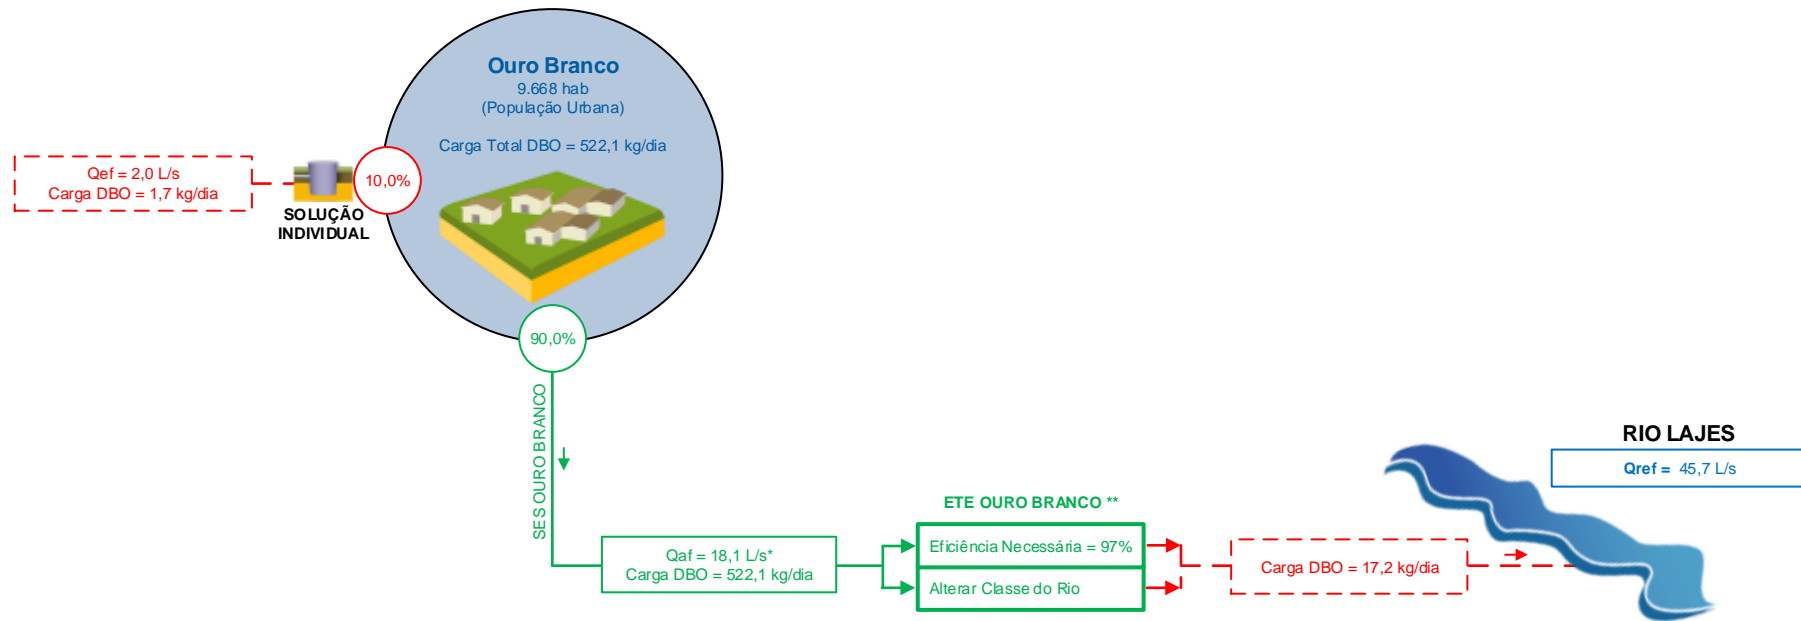 Ouro Branco
9.668 hab
(População Urbana)
Carga Total DBO = 522,1 kg/dia
Qef = 2,0 L/s
Carga DBO = 1,7 kg/dia
SOLUÇÃO
INDIVIDUAL
10,0%
90,0%
SES OURO BRANCO
Qaf = 18,1 L/s*
Carga DBO = 522,1 kg/dia
ETE OURO BRANCO **
Eficiência Necessária = 97%
Alterar Classe do Rio
Carga DBO = 17,2 kg/dia
RIO LAJES
Qref = 45,7 L/s